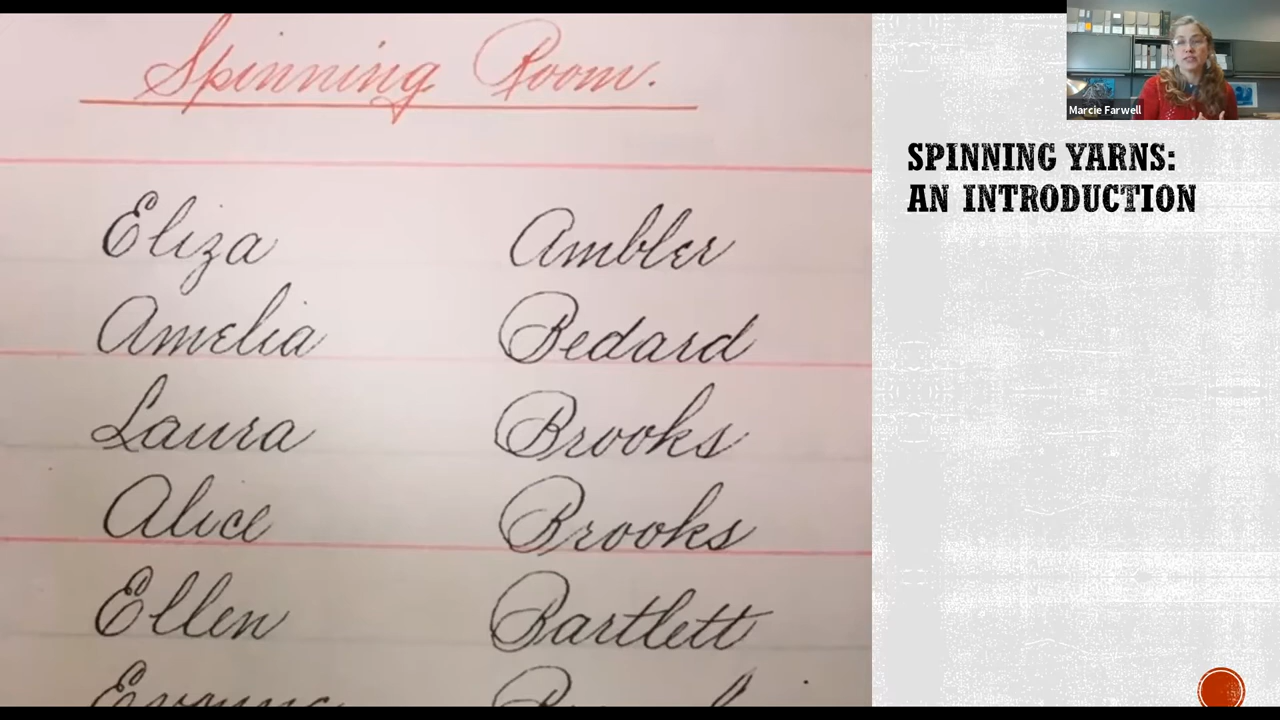 Spinning Room.
Eliza Ambler
Amelia Bedard
Laura Brooks
Alice Brooks
Ellen Bartlett
Marcie Farwell
SPINNING YARNS:
AN INTRODUCTION